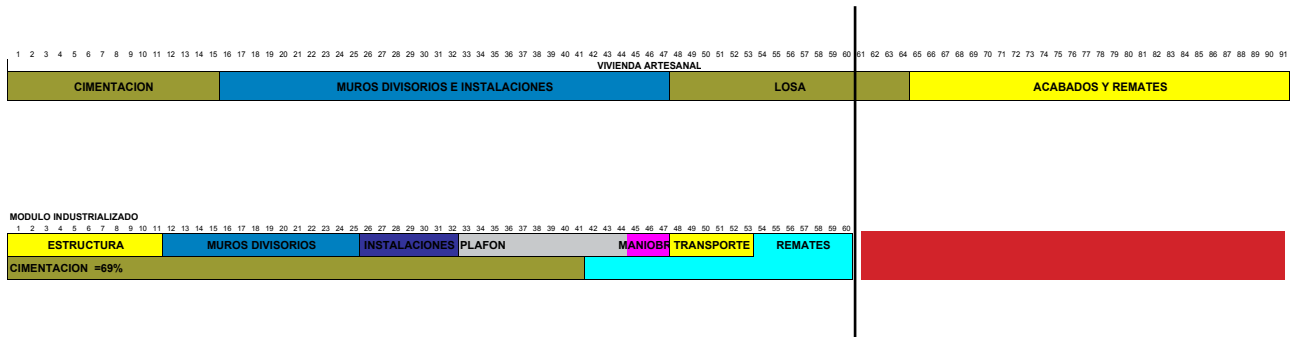 1 2 3 4 5 6 7 8 9 10 11 12 13 14 15 16 17 18 19 20 21 22 23 24 25 26 27 28 29 30 31 32 33 34 35 36 37 38 39 40 41 42 43 44 45 46 47 48 49 50 51 52 53 54 55 56 57 58 59 60 61 62 63 64 65 66 67 68 69 70 71 72 73 74 75 76 77 78 79 80 81 82 83 84 85 86 87 88 89 90 91
VIVIENDA ARTESANAL
CIMENTACION MUROS DIVISORIOS E INSTALACIONES LOSA ACABADOS Y REMATES
MODULO INDUSTRIALIZADO
1 2 3 4 5 6 7 8 9 10 11 12 13 14 15 16 17 18 19 20 21 22 23 24 25 26 27 28 29 30 31 32 33 34 35 36 37 38 39 40 41 42 43 44 45 46 47 48 49 50 51 52 53 54 55 56 57 58 59 60
ESTRUCTURA MUROS DIVISORIOS INSTALACIONES PLAFON MANIOBR TRANSPORTE REMATES
CIMENTACION =69%